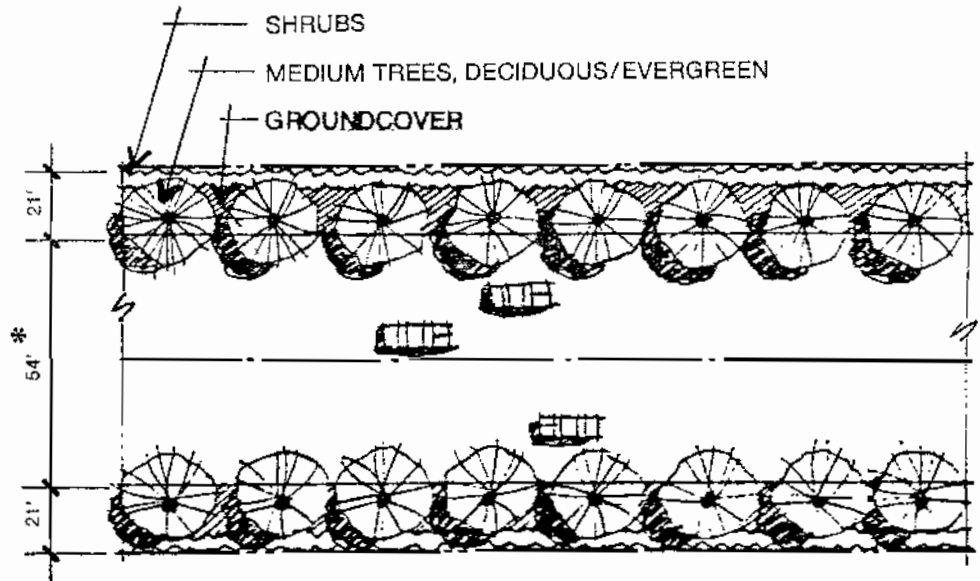 SHRUBS
MEDIUM TREES, DECIDUOUS/EVERGREEN
GROUNDCOVER
21'
54' *
21'